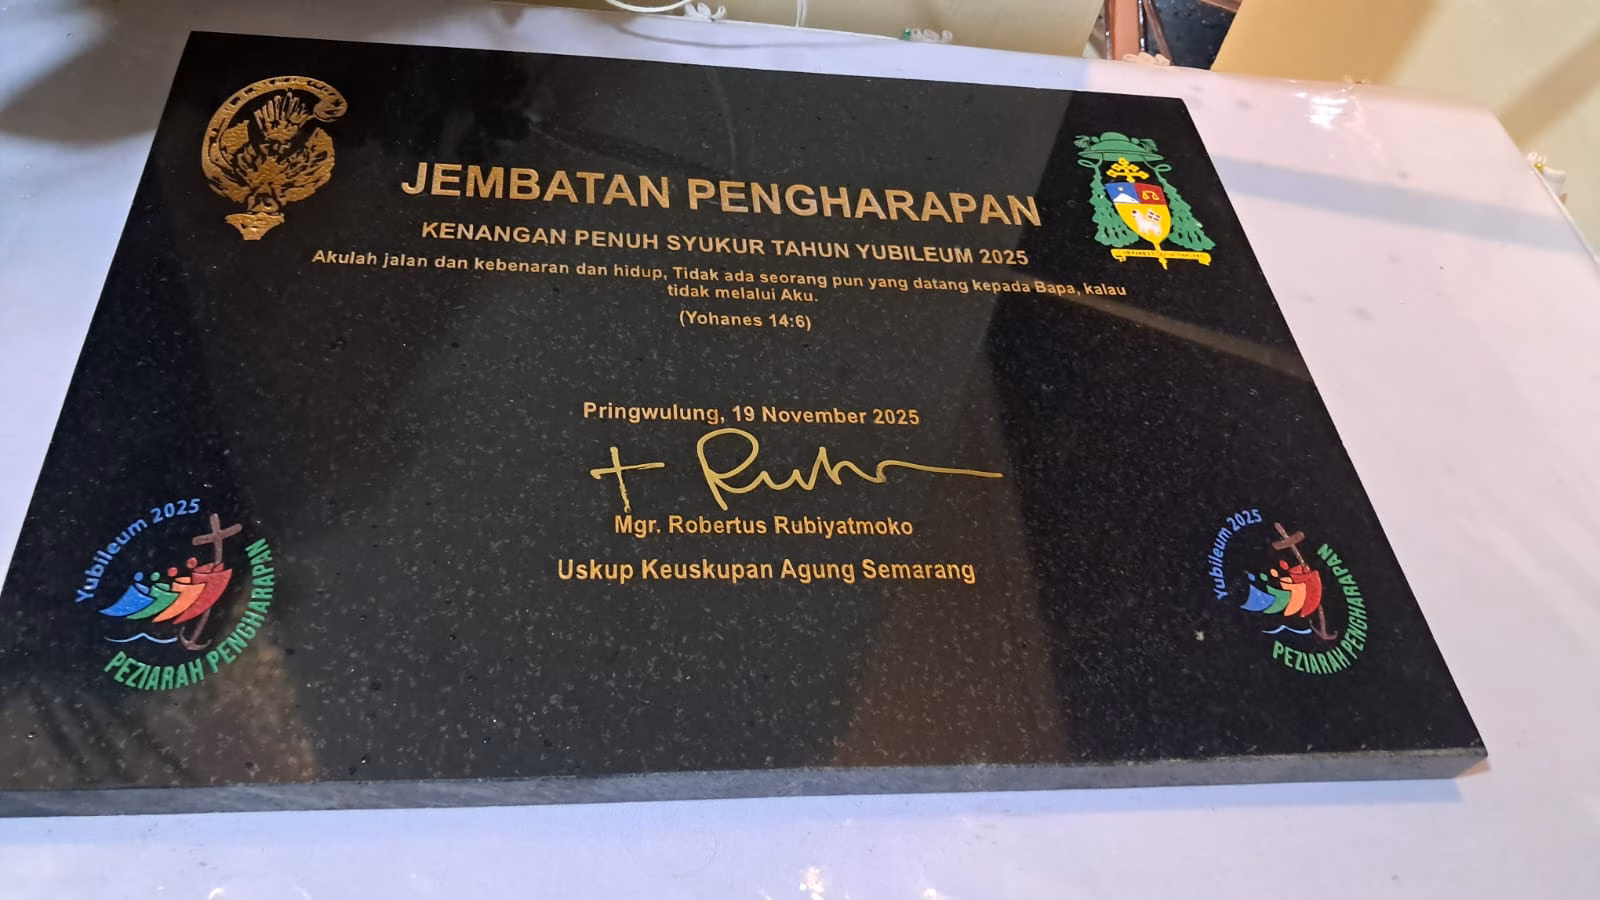 JEMBATAN PENGHARAPAN
KENANGAN PENUH SYUKUR TAHUN YUBILEUM 2025
Akulah jalan dan kebenaran dan hidup, Tidak ada seorang pun yang datang kepada Bapa, kalau
tidak melalui Aku.
(Yohanes 14:6)
Pringwulung, 19 November 2025
Mgr. Robertus Rubiyatmoko
Uskup Keuskupan Agung Semarang
Yubileum 2025
PEZIARAH PENGHARAPAN
Yubileum 2025
PEZIARAH PENGHARAPAN